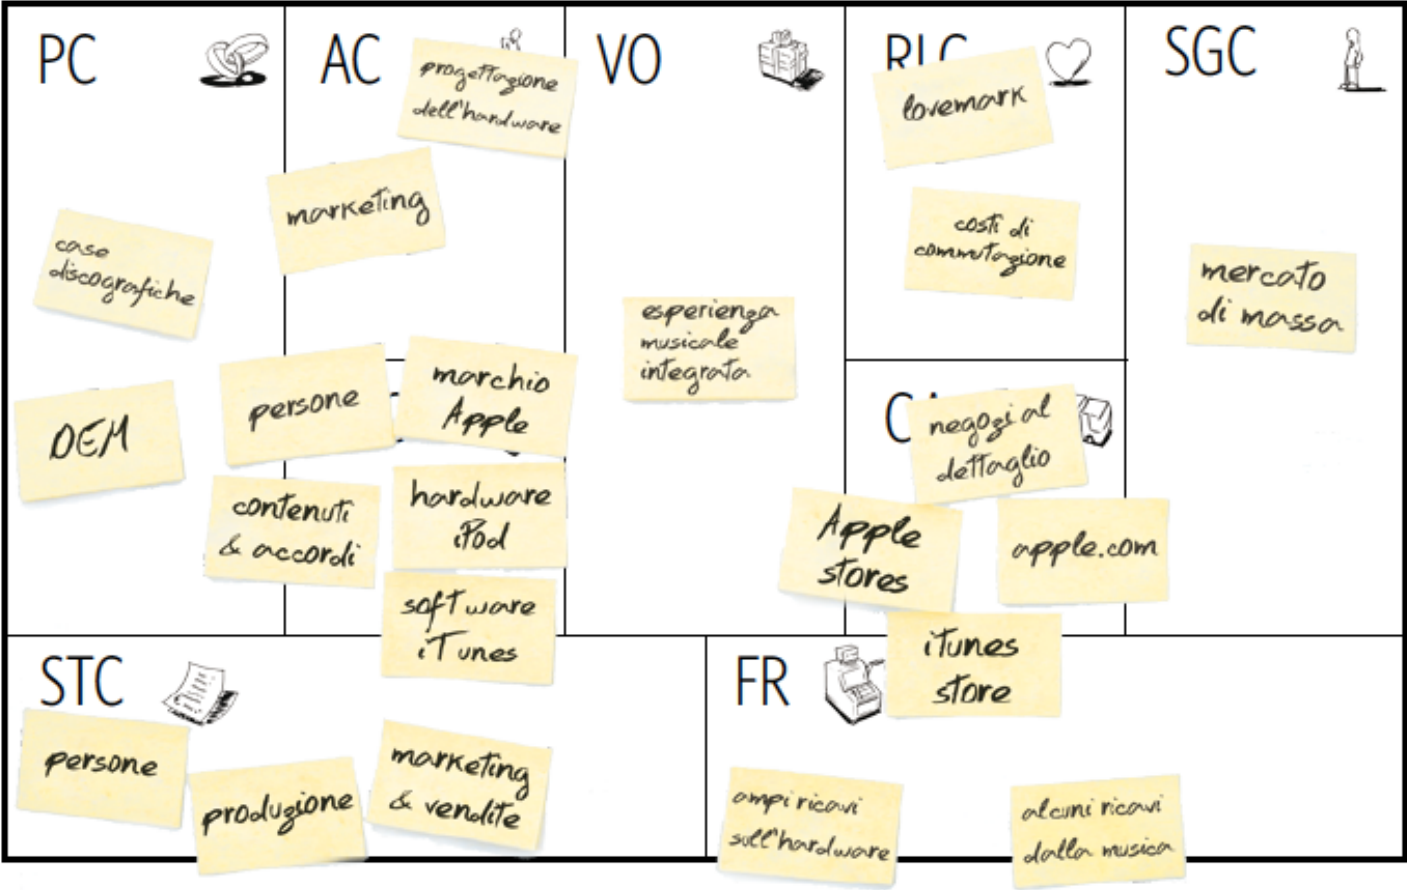 PC
case
discografiche
OEM
AC
progettazione
dell'hardware
marketing
persone
marchio
Apple
contenuti
& accordi
hardware
iPod
software
iTunes
VO
esperienza
musicale
integrata
lovemark
costi di
commutazione
negozi al
dettaglio
Apple
stores
apple.com
iTunes
store
SGC
mercato
di massa
STC
persone
produzione
marketing
& vendite
FR
ampi ricavi
sull'hardware
alcuni ricavi
dalla musica